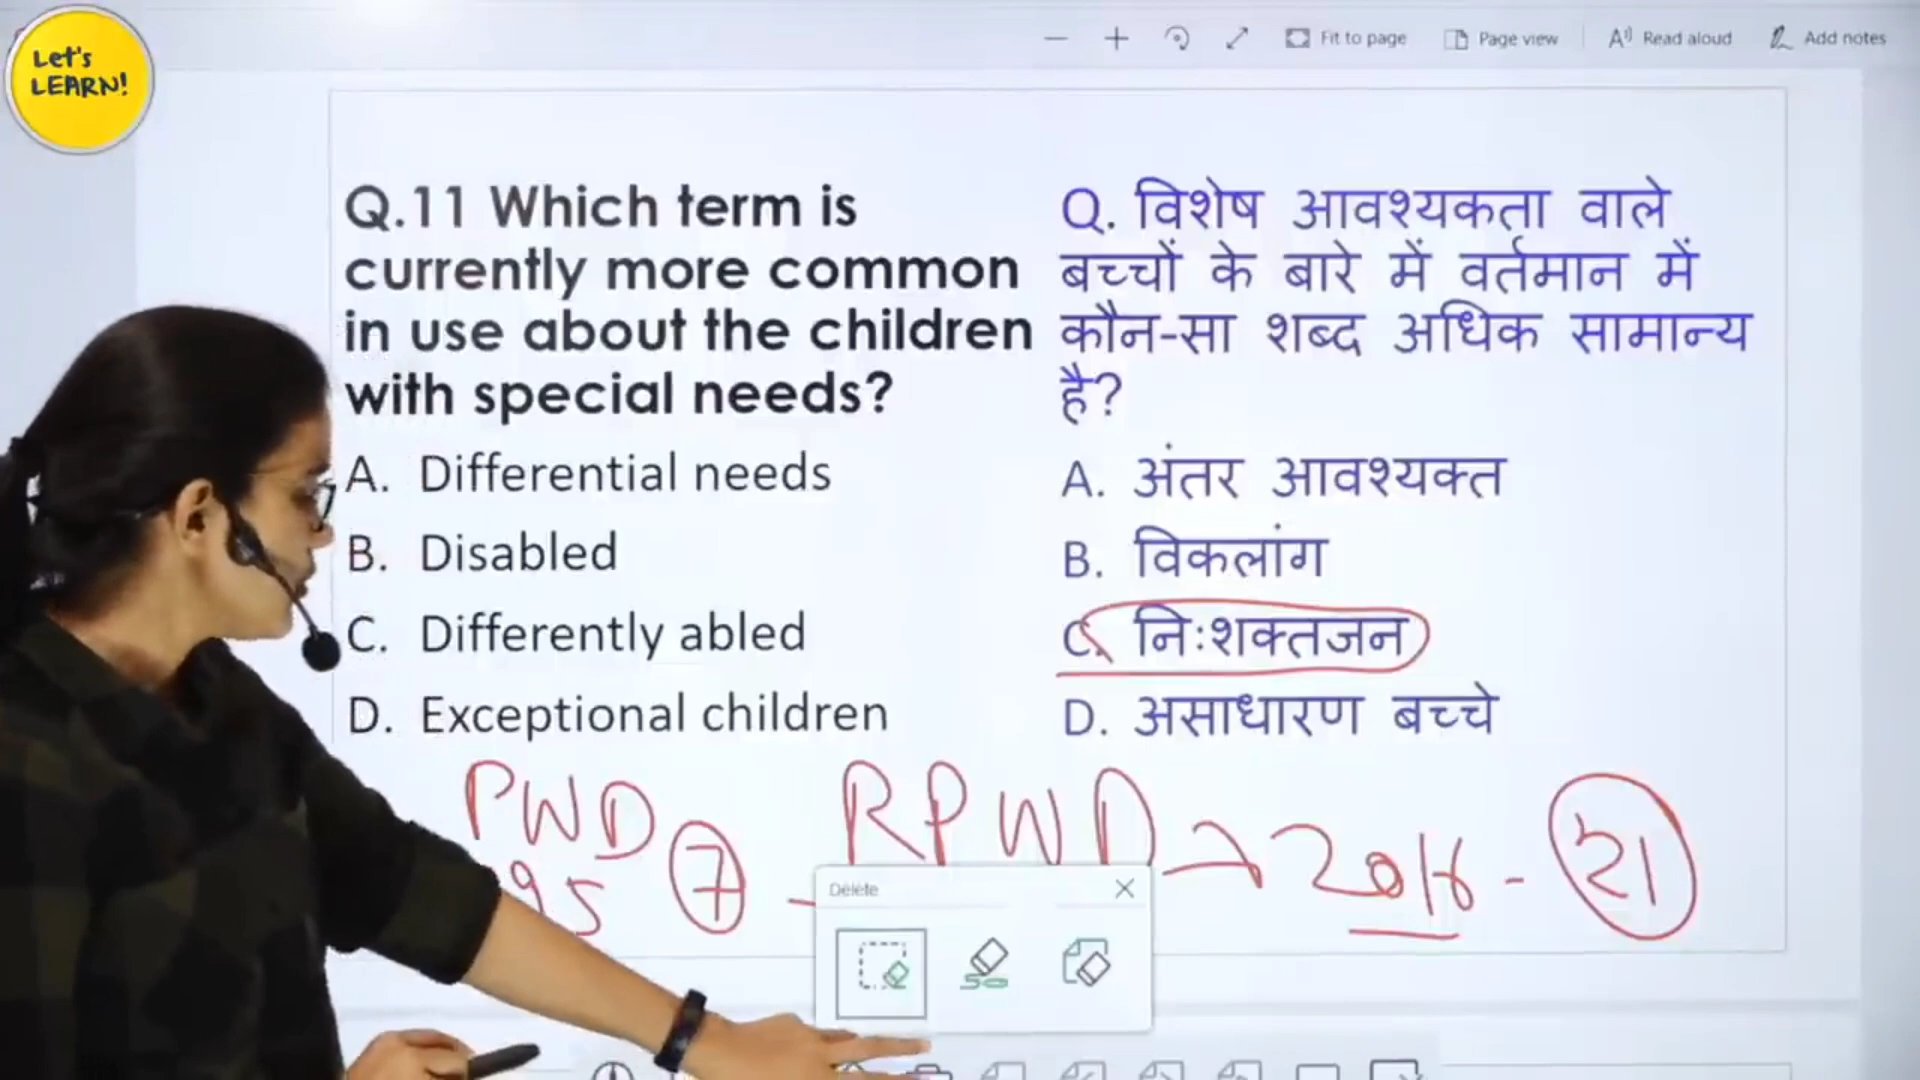 Let's
LEARN!
Fit to page
Page view
Read aloud
Add notes
Q.11 Which term is
currently more common
in use about the children
with special needs?
A. Differential needs
B. Disabled
C. Differently abled
D. Exceptional children
Q. विशेष आवश्यकता वाले
बच्चों के बारे में वर्तमान में
कौन-सा शब्द अधिक सामान्य
है?
A. अंतर आवश्यक्त
B. विकलांग
C. निःशक्तजन
D. असाधारण बच्चे
PWD 7 - RPWD → 2016 - 21
95
Delete